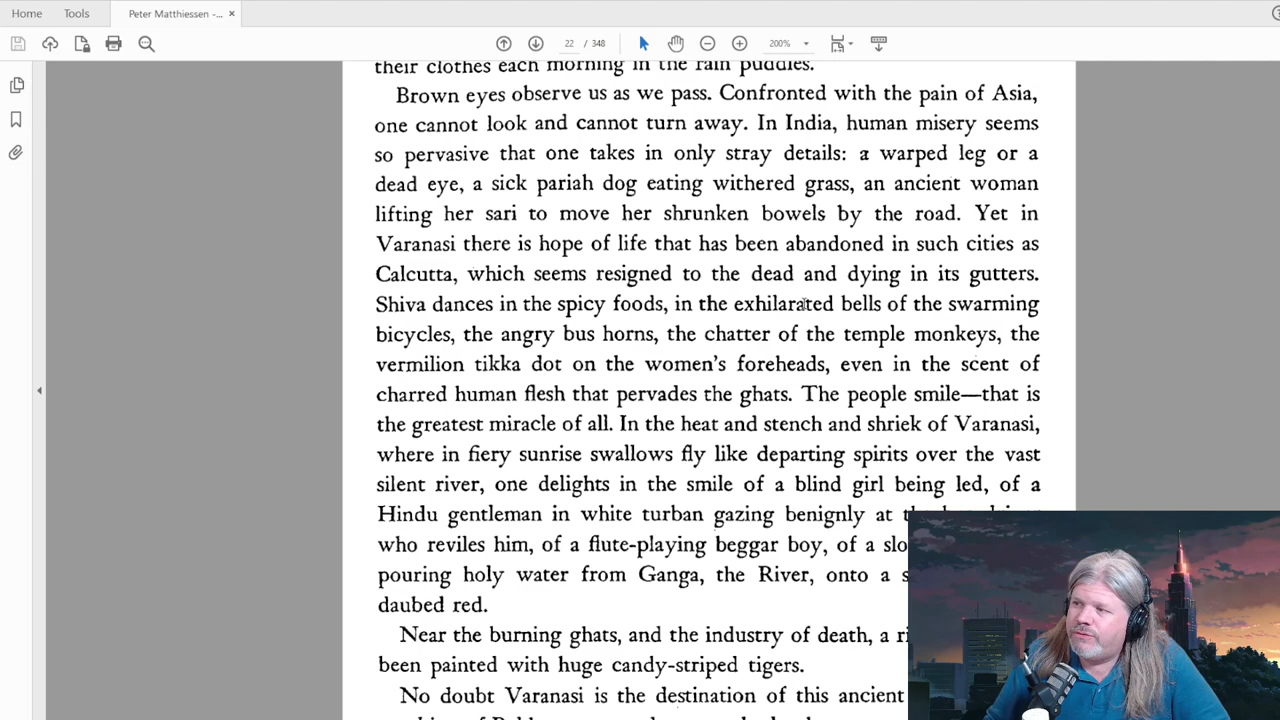 Home Tools Peter Matthiessen -... ×
22 / 348 200%
their clothes each morning in the rain puddles.
Brown eyes observe us as we pass. Confronted with the pain of Asia,
one cannot look and cannot turn away. In India, human misery seems
so pervasive that one takes in only stray details: a warped leg or a
dead eye, a sick pariah dog eating withered grass, an ancient woman
lifting her sari to move her shrunken bowels by the road. Yet in
Varanasi there is hope of life that has been abandoned in such cities as
Calcutta, which seems resigned to the dead and dying in its gutters.
Shiva dances in the spicy foods, in the exhilarated bells of the swarming
bicycles, the angry bus horns, the chatter of the temple monkeys, the
vermilion tikka dot on the women's foreheads, even in the scent of
charred human flesh that pervades the ghats. The people smile—that is
the greatest miracle of all. In the heat and stench and shriek of Varanasi,
where in fiery sunrise swallows fly like departing spirits over the vast
silent river, one delights in the smile of a blind girl being led, of a
Hindu gentleman in white turban gazing benignly at
who reviles him, of a flute-playing beggar boy, of a
pouring holy water from Ganga, the River, onto a
daubed red.
Near the burning ghats, and the industry of death, a
been painted with huge candy-striped tigers.
No doubt Varanasi is the destination of this ancient